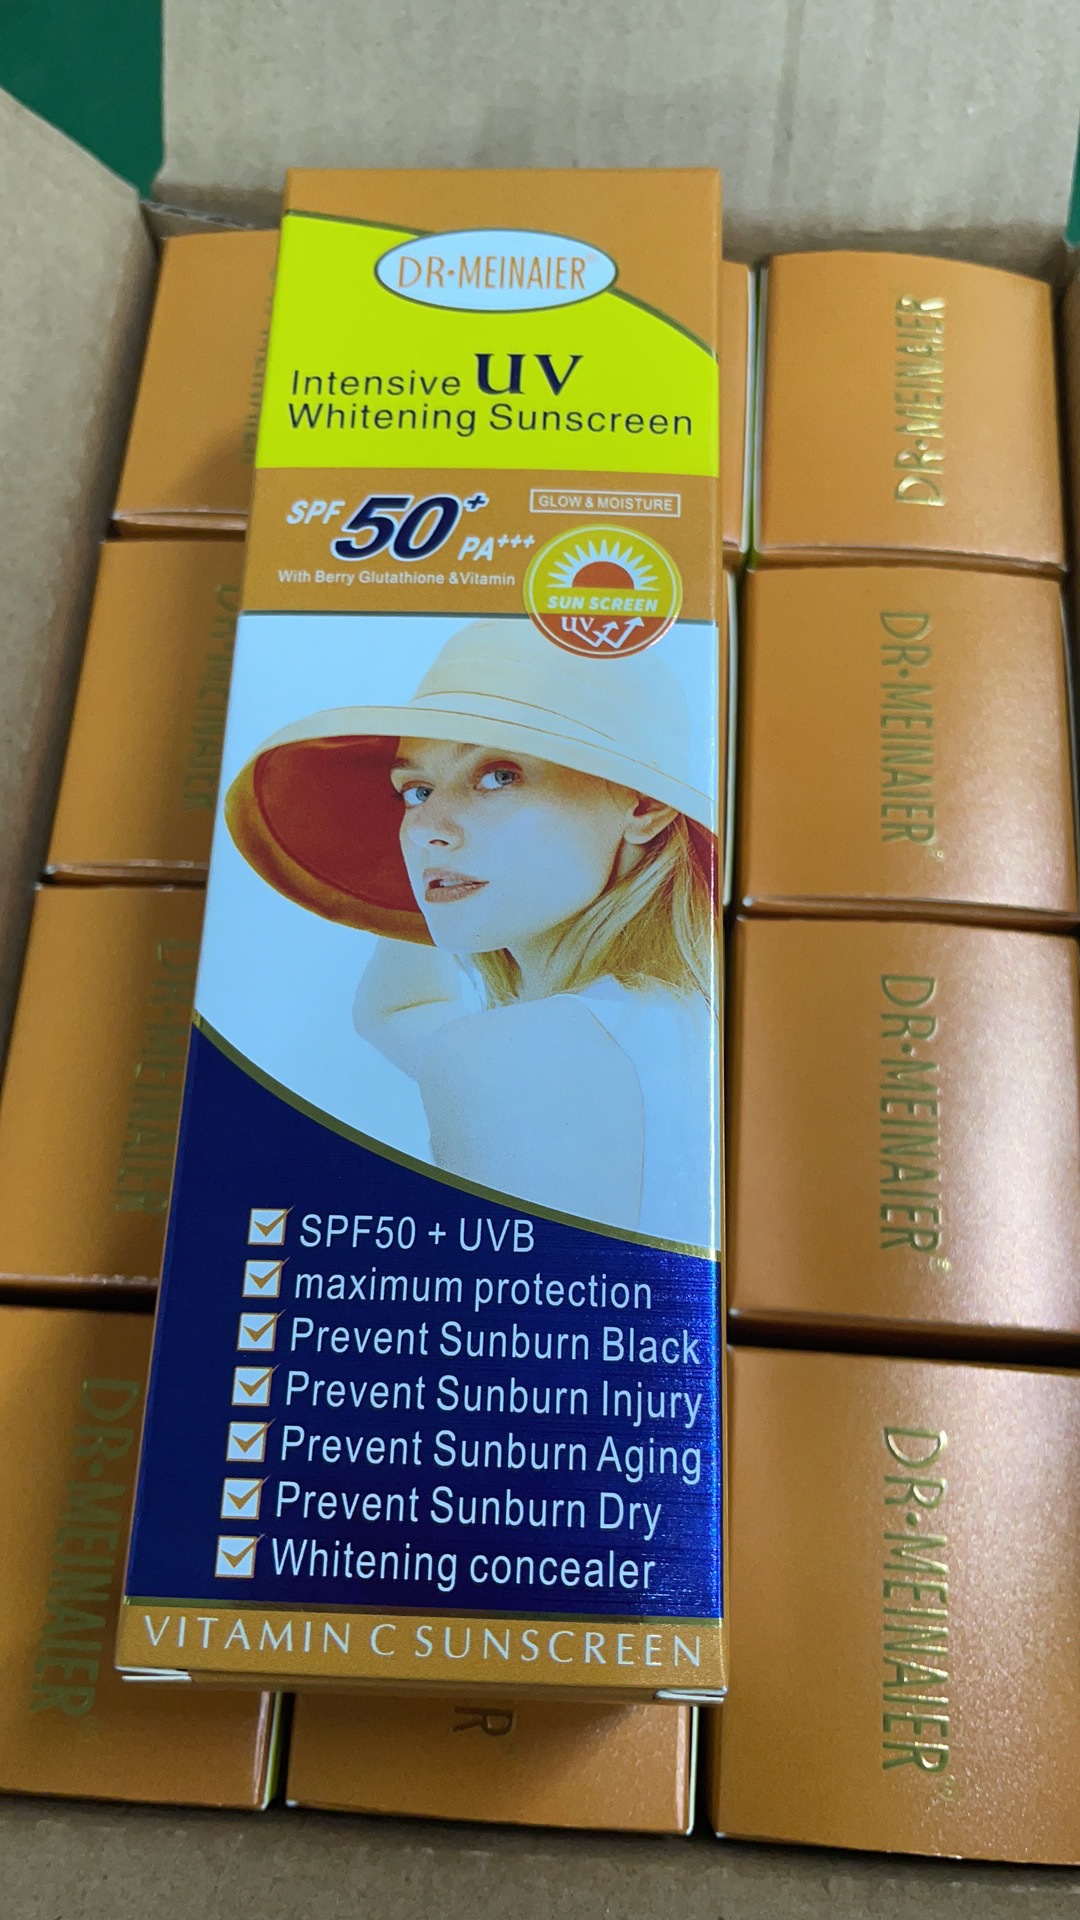 DR·MEINAIER®
Intensive UV
Whitening Sunscreen
SPF 50+ PA+++
GLOW & MOISTURE
With Berry Glutathione &Vitamin
SUN SCREEN
UV
SPF50 + UVB
maximum protection
Prevent Sunburn Black
Prevent Sunburn Injury
Prevent Sunburn Aging
Prevent Sunburn Dry
Whitening concealer
VITAMIN C SUNSCREEN
DR·MEINAIER
DR·MEINAIER®
DR·MEINAIER®
DR·MEINAIER®
DR·MEINAIER
DR·MEINAIER
DR·MEINAIER
R